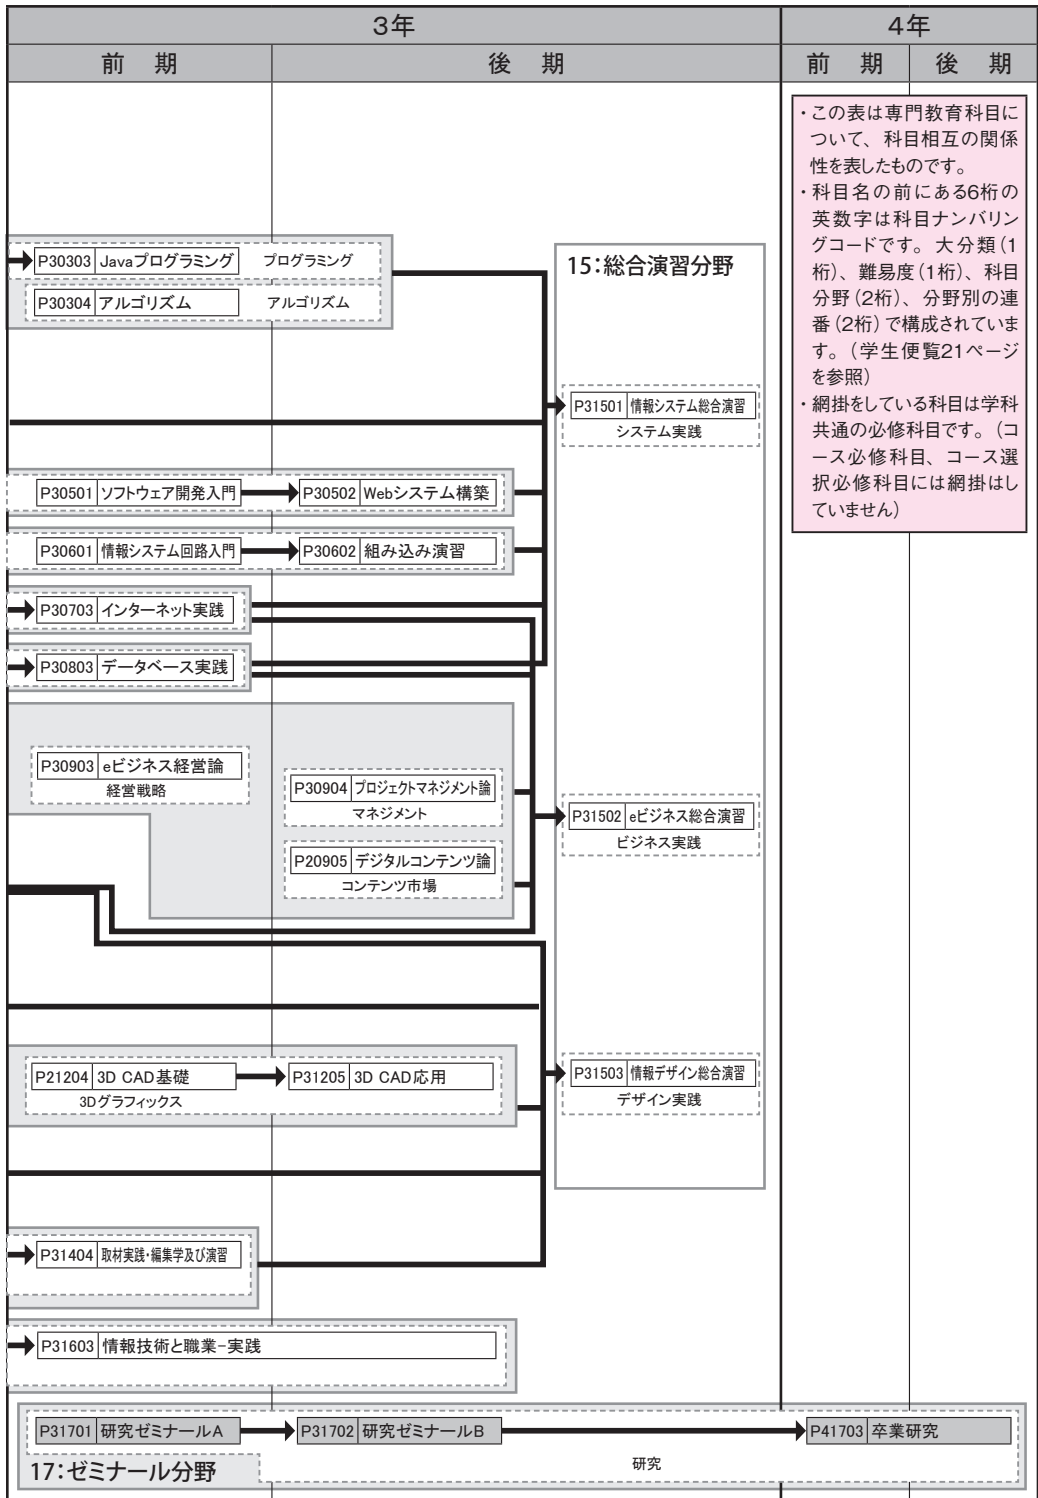 3年
4年
前 期
後 期
前 期
後 期
・この表は専門教育科目に
ついて、科目相互の関係
性を表したものです。
・科目名の前にある6桁の
英数字は科目ナンバリン
グコードです。大分類(1
桁)、難易度(1桁)、科目
分野(2桁)、分野別の連
番(2桁)で構成されていま
す。(学生便覧21ページ
を参照)
・網掛をしている科目は学科
共通の必修科目です。(コ
ース必修科目、コース選
択必修科目には網掛はし
ていません)
P30303 Javaプログラミング プログラミング
P30304 アルゴリズム アルゴリズム
15:総合演習分野
P31501 情報システム総合演習
システム実践
P30501 ソフトウェア開発入門
P30502 Webシステム構築
P30601 情報システム回路入門
P30602 組み込み演習
P30703 インターネット実践
P30803 データベース実践
P30903 eビジネス経営論
経営戦略
P30904 プロジェクトマネジメント論
マネジメント
P31502 eビジネス総合演習
ビジネス実践
P20905 デジタルコンテンツ論
コンテンツ市場
P21204 3D CAD基礎
3Dグラフィックス
P31205 3D CAD応用
P31503 情報デザイン総合演習
デザイン実践
P31404 取材実践・編集学及び演習
P31603 情報技術と職業-実践
P31701 研究ゼミナールA
P31702 研究ゼミナールB
P41703 卒業研究
17:ゼミナール分野
研究